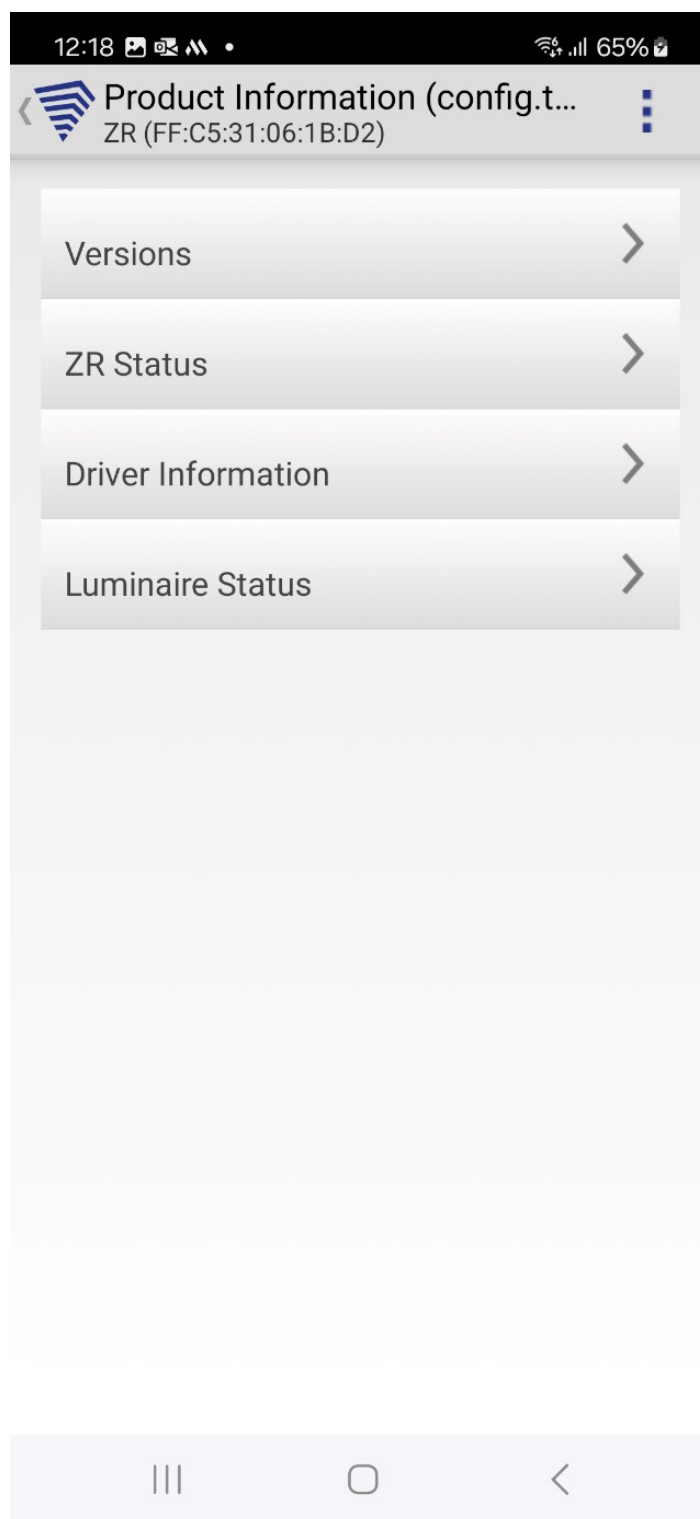 12:18
65%
Product Information (config.t...
ZR (FF:C5:31:06:1B:D2)
Versions
ZR Status
Driver Information
Luminaire Status